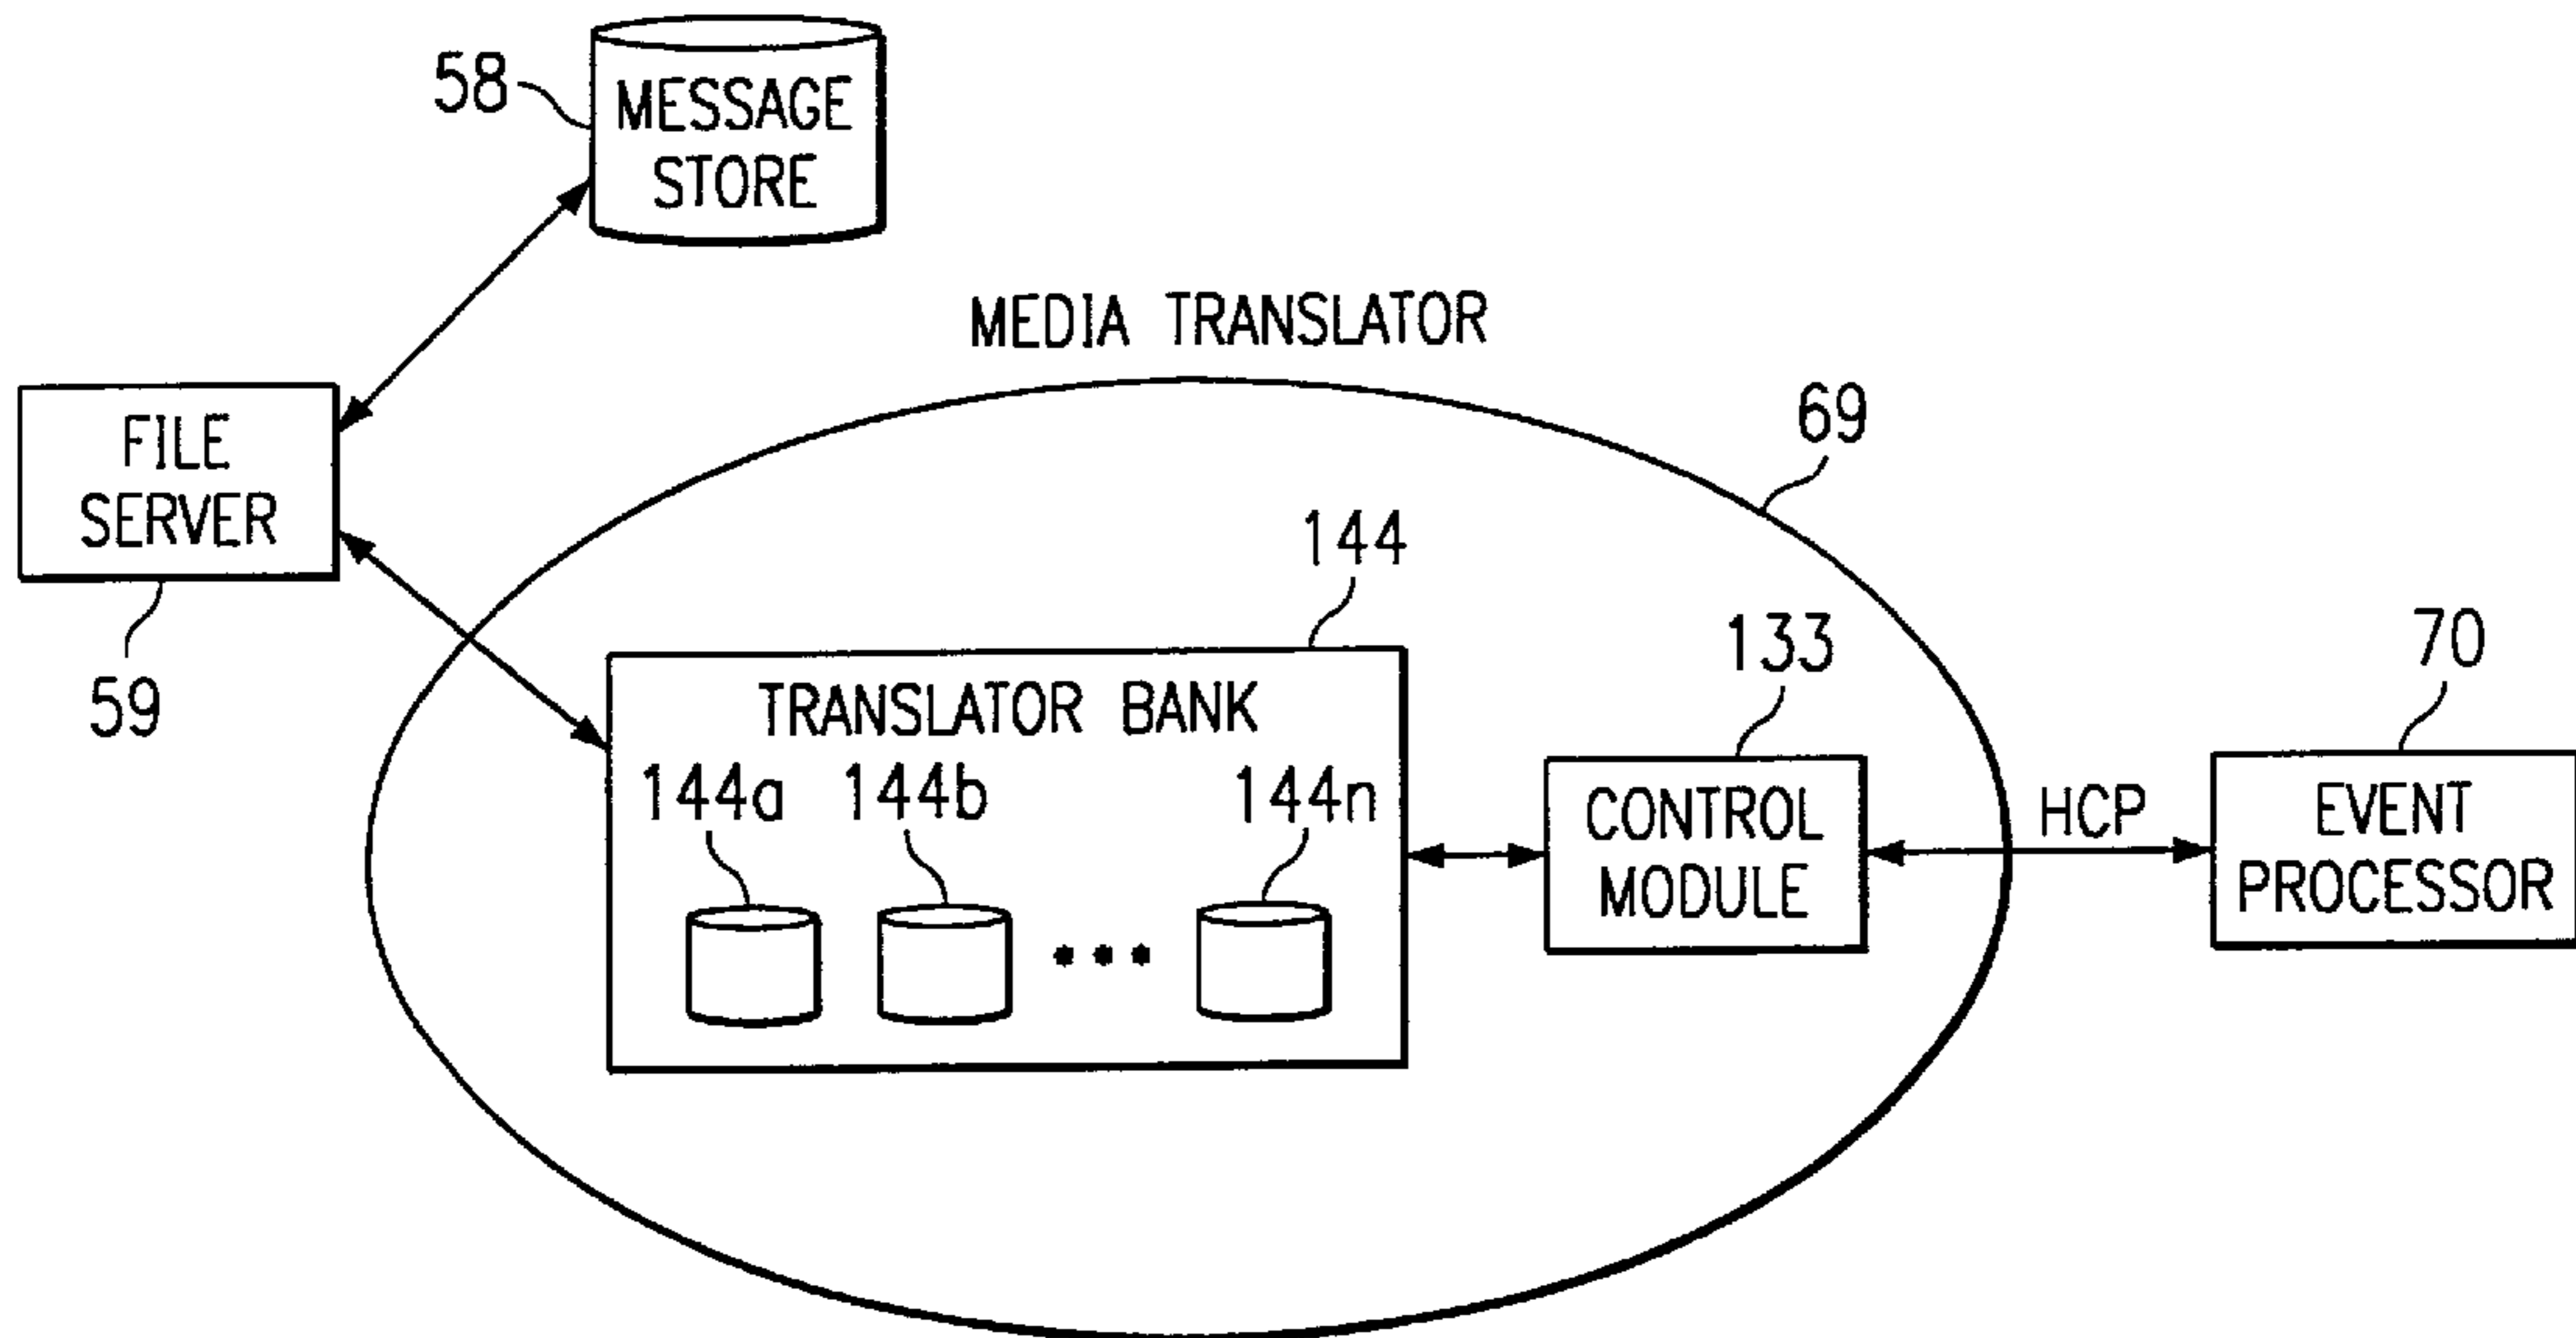 58
MESSAGE
STORE
MEDIA TRANSLATOR
69
FILE
SERVER
59
144
TRANSLATOR BANK
144a
144b
144n
133
CONTROL
MODULE
HCP
70
EVENT
PROCESSOR